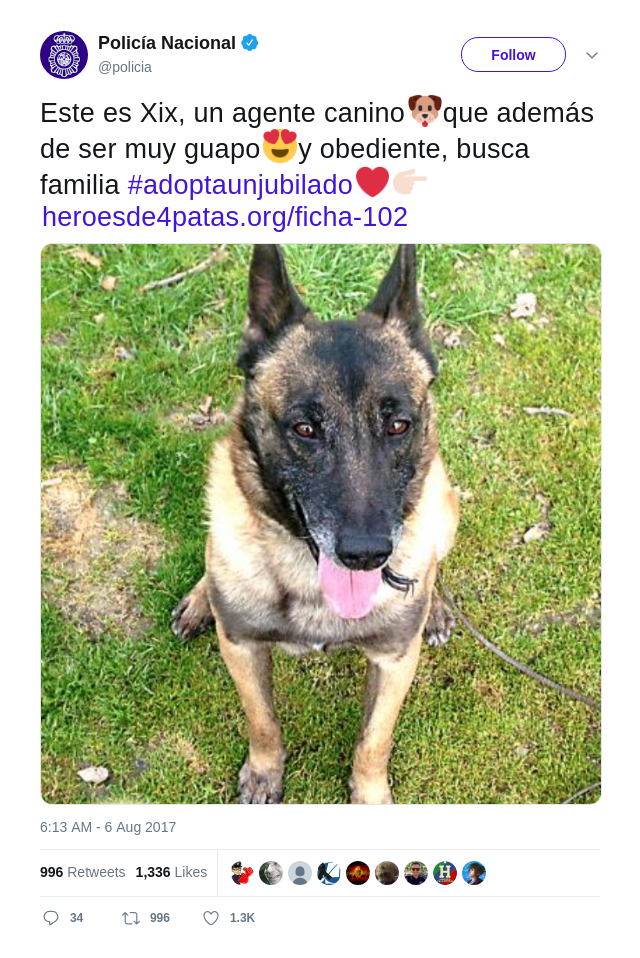 Policía Nacional
@policia
Follow
Este es Xix, un agente canino🐶que además
de ser muy guapo😍y obediente, busca
familia #adoptaunjubilado❤️👉🏻
heroesde4patas.org/ficha-102
6:13 AM - 6 Aug 2017
996 Retweets 1,336 Likes
H
34 996 1.3K